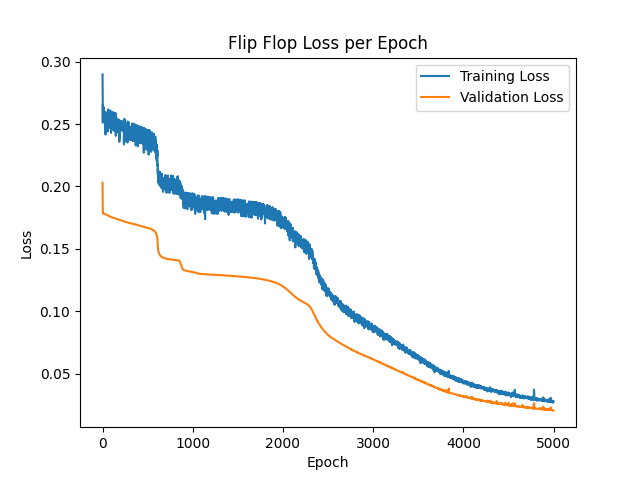 Flip Flop Loss per Epoch
Training Loss
Validation Loss
0.30
0.25
0.20
0.15
0.10
0.05
Loss
0
1000
2000
3000
4000
5000
Epoch